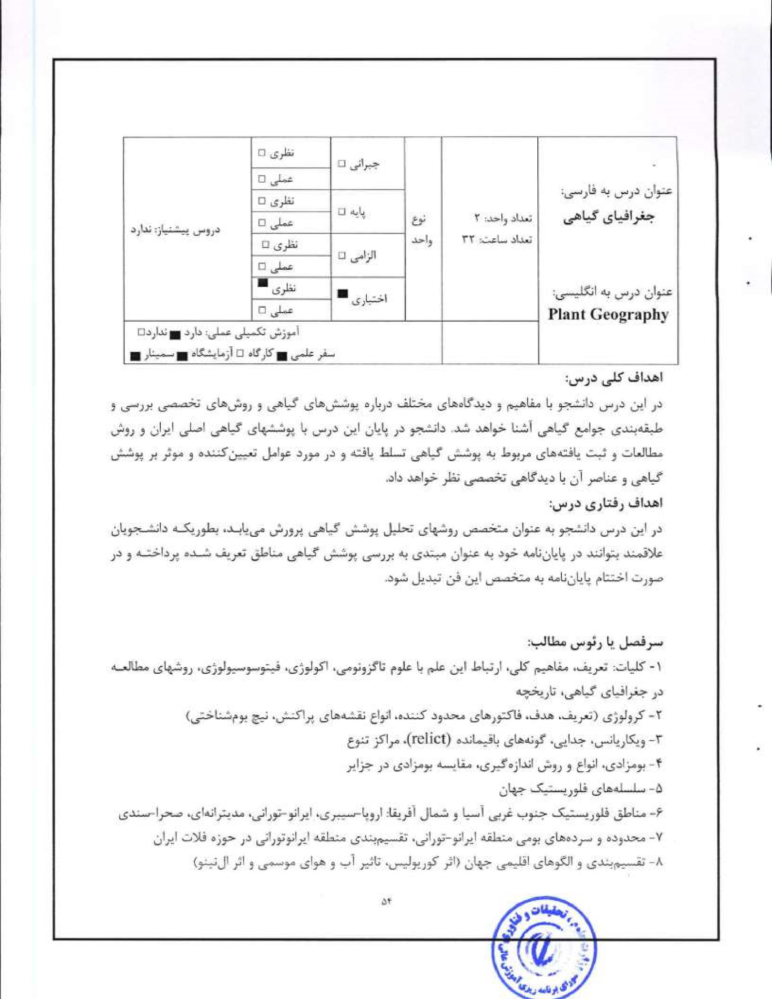 عنوان درس به فارسی:
جغرافیای گیاهی
عنوان درس به انگلیسی:
Plant Geography
تعداد واحد: ۲
تعداد ساعت: ۳۲
نوع
واحد
جبرانی □
نظری □
عملی □
پایه □
نظری □
عملی □
الزامی □
نظری □
عملی □
اختیاری ■
نظری ■
عملی □
دروس پیشنیاز: ندارد
آموزش تکمیلی عملی: دارد ■ ندارد□
سفر علمی ■ کارگاه □ آزمایشگاه ■ سمینار ■
اهداف کلی درس:
در این درس دانشجو با مفاهیم و دیدگاه‌های مختلف درباره پوشش‌های گیاهی و روش‌های تخصصی بررسی و
طبقه‌بندی جوامع گیاهی آشنا خواهد شد. دانشجو در پایان این درس با پوششهای گیاهی اصلی ایران و روش
مطالعات و ثبت یافته‌های مربوط به پوشش گیاهی تسلط یافته و در مورد عوامل تعیین‌کننده و موثر بر پوشش
گیاهی و عناصر آن با دیدگاهی تخصصی نظر خواهد داد.
اهداف رفتاری درس:
در این درس دانشجو به عنوان متخصص روشهای تحلیل پوشش گیاهی پرورش می‌یابد، بطوریکه دانشجویان
علاقمند بتوانند در پایان‌نامه خود به عنوان مبتدی به بررسی پوشش گیاهی مناطق تعریف شده پرداخته و در
صورت اختتام پایان‌نامه به متخصص این فن تبدیل شود.
سرفصل یا رئوس مطالب:
۱- کلیات: تعریف، مفاهیم کلی، ارتباط این علم با علوم تاگزونومی، اکولوژی، فیتوسوسیولوژی، روشهای مطالعه
در جغرافیای گیاهی، تاریخچه
۲- کرولوژی (تعریف، هدف، فاکتورهای محدود کننده، انواع نقشه‌های پراکنش، نیچ بوم‌شناختی)
۳- ویکاریانس، جدایی، گونه‌های باقیمانده (relict)، مراکز تنوع
۴- بومزادی، انواع و روش اندازه‌گیری، مقایسه بومزادی در جزایر
۵- سلسله‌های فلوریستیک جهان
۶- مناطق فلوریستیک جنوب غربی آسیا و شمال آفریقا: اروپا-سیبری، ایرانو-تورانی، مدیترانه‌ای، صحرا-سندی
۷- محدوده و سرده‌های بومی منطقه ایرانو-تورانی، تقسیم‌بندی منطقه ایرانوتورانی در حوزه فلات ایران
۸- تقسیم‌بندی و الگوهای اقلیمی جهان (اثر کوریولیس، تاثیر آب و هوای موسمی و اثر ال‌نینو)
۵۴
علوم، تحقیقات و فناوری
شورای برنامه ریزی آموزش عالی